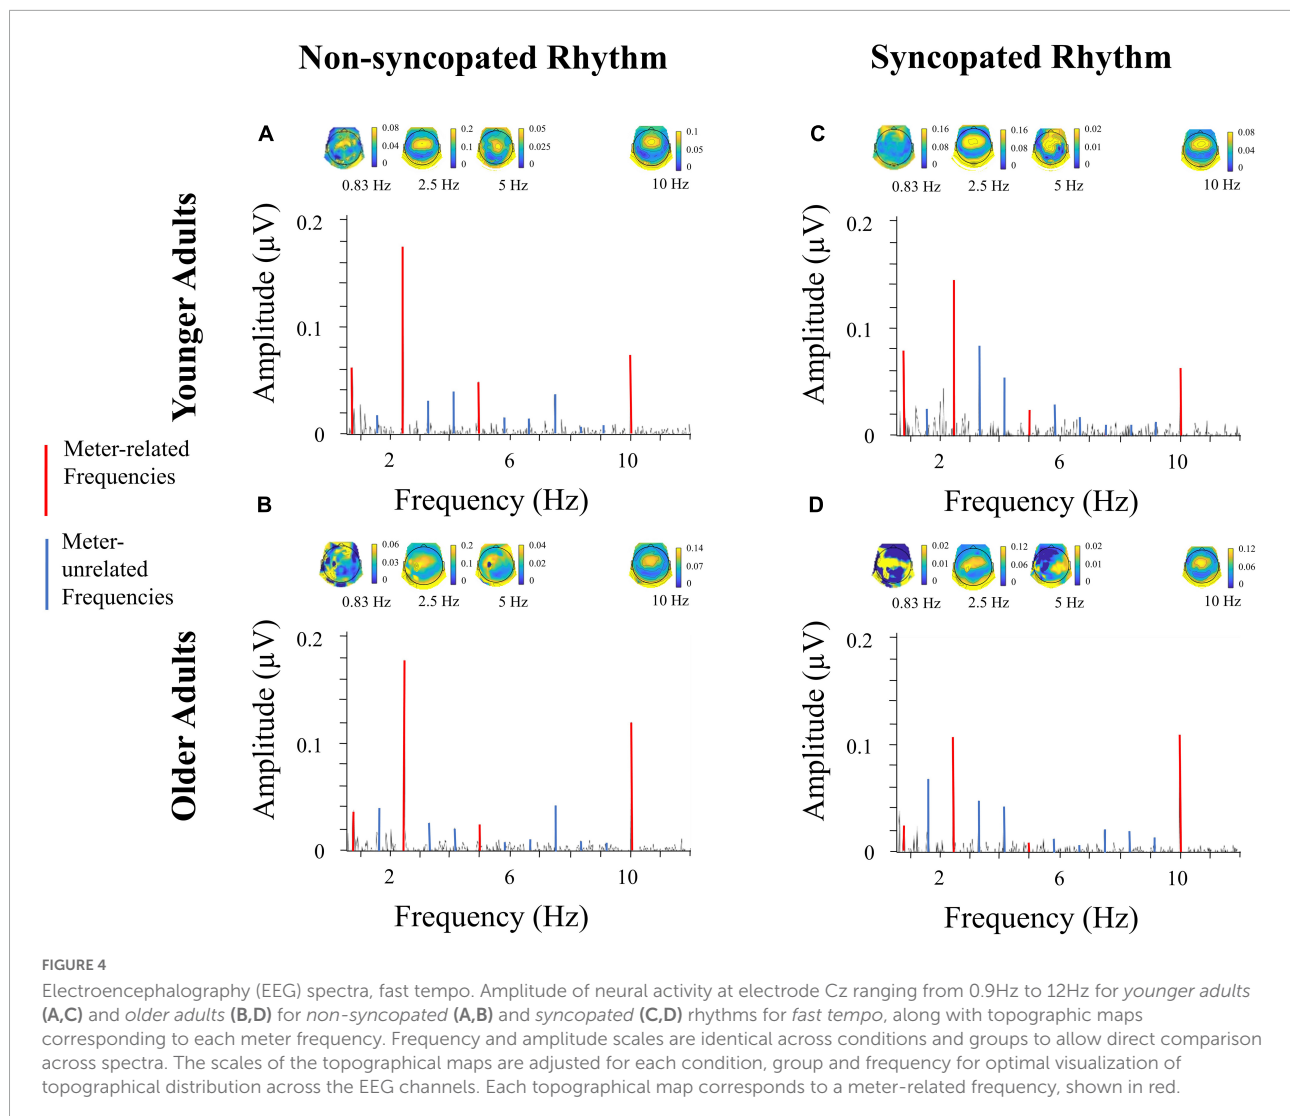 Non-syncopated Rhythm
Syncopated Rhythm
Younger Adults
Older Adults
Meter-related
Frequencies
Meter-
unrelated
Frequencies
A
0.08
0.04
0
0.83 Hz
0.2
0.1
0
2.5 Hz
0.05
0.025
0
5 Hz
0.1
0.05
0
10 Hz
Amplitude (µV)
0.2
0.1
0
2 6 10
Frequency (Hz)
C
0.16
0.08
0
0.83 Hz
0.16
0.08
0
2.5 Hz
0.02
0.01
0
5 Hz
0.08
0.04
0
10 Hz
Amplitude (µV)
0.2
0.1
0
2 6 10
Frequency (Hz)
B
0.06
0.03
0
0.83 Hz
0.2
0.1
0
2.5 Hz
0.04
0.02
0
5 Hz
0.14
0.07
0
10 Hz
Amplitude (µV)
0.2
0.1
0
2 6 10
Frequency (Hz)
D
0.02
0.01
0
0.83 Hz
0.12
0.06
0
2.5 Hz
0.02
0.01
0
5 Hz
0.12
0.06
0
10 Hz
Amplitude (µV)
0.2
0.1
0
2 6 10
Frequency (Hz)
FIGURE 4
Electroencephalography (EEG) spectra, fast tempo. Amplitude of neural activity at electrode Cz ranging from 0.9Hz to 12Hz for younger adults
(A,C) and older adults (B,D) for non-syncopated (A,B) and syncopated (C,D) rhythms for fast tempo, along with topographic maps
corresponding to each meter frequency. Frequency and amplitude scales are identical across conditions and groups to allow direct comparison
across spectra. The scales of the topographical maps are adjusted for each condition, group and frequency for optimal visualization of
topographical distribution across the EEG channels. Each topographical map corresponds to a meter-related frequency, shown in red.